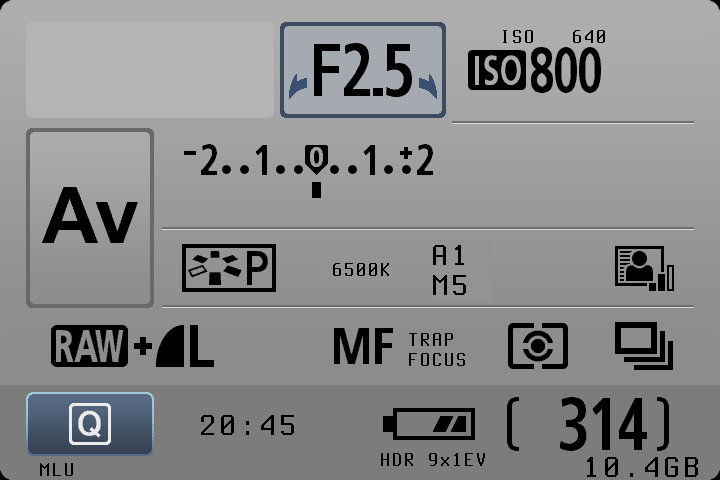 ISO 640
F2.5 ISO 800
-2..1..0..1..+2
Av
P 6500K A1
M5
RAW+L MF TRAP
FOCUS
Q 20:45 [ 314]
HDR 9x1EV
MLU 10.4GB